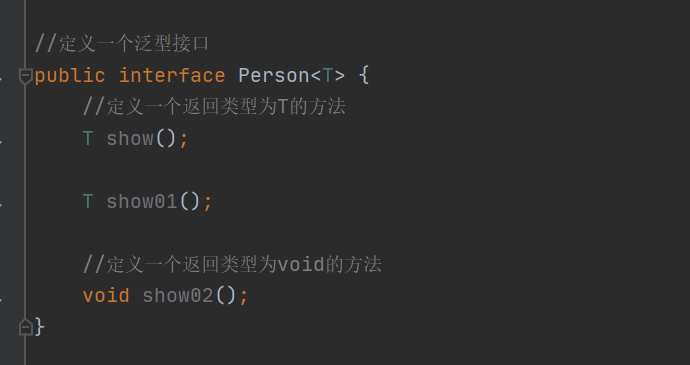 //定义一个泛型接口
public interface Person<T> {
//定义一个返回类型为T的方法
T show();
T show01();
//定义一个返回类型为void的方法
void show02();
}